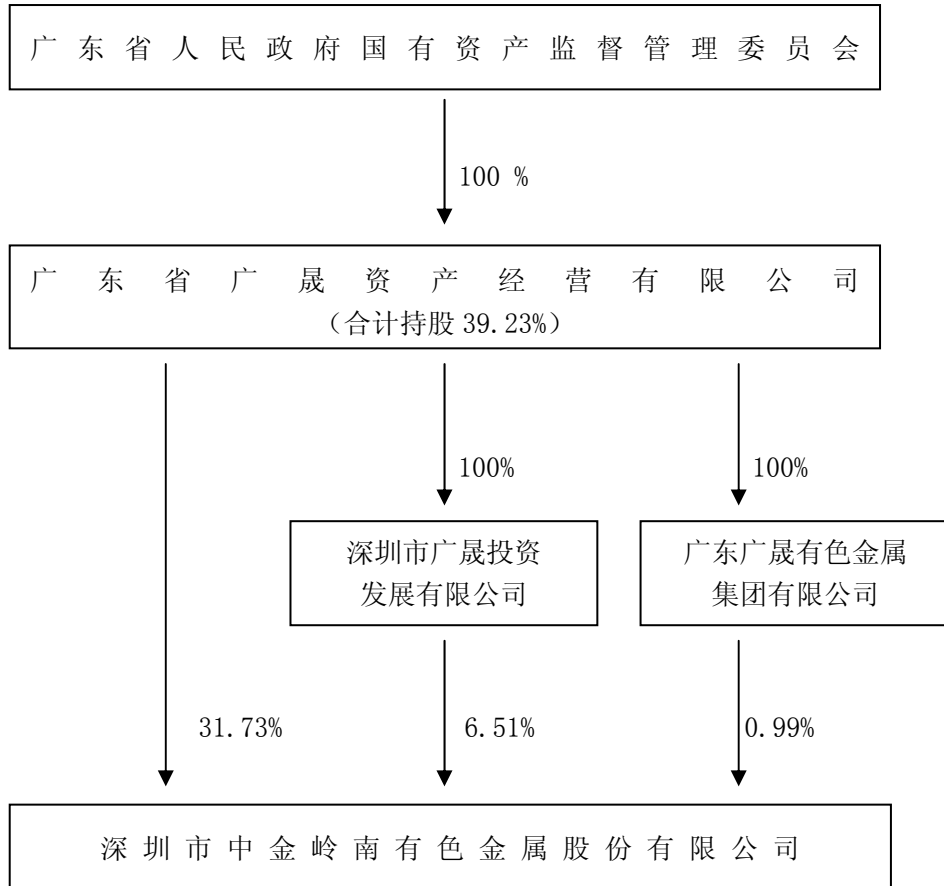 广东省人民政府国有资产监督管理委员会
100 %
广东省广晟资产经营有限公司
（合计持股 39.23%）
100%
100%
深圳市广晟投资
发展有限公司
广东广晟有色金属
集团有限公司
31.73%
6.51%
0.99%
深圳市中金岭南有色金属股份有限公司